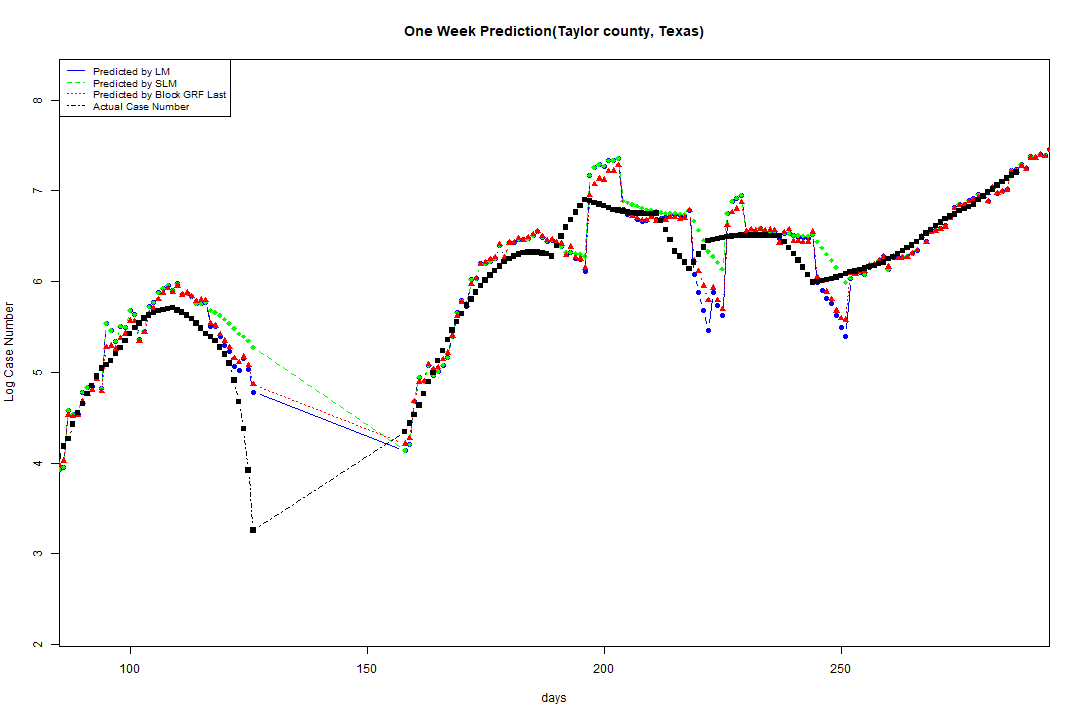 One Week Prediction(Taylor county, Texas)
Predicted by LM
Predicted by SLM
Predicted by Block GRF Last
Actual Case Number
Log Case Number
8
7
6
5
4
3
2
100 150 200 250
days